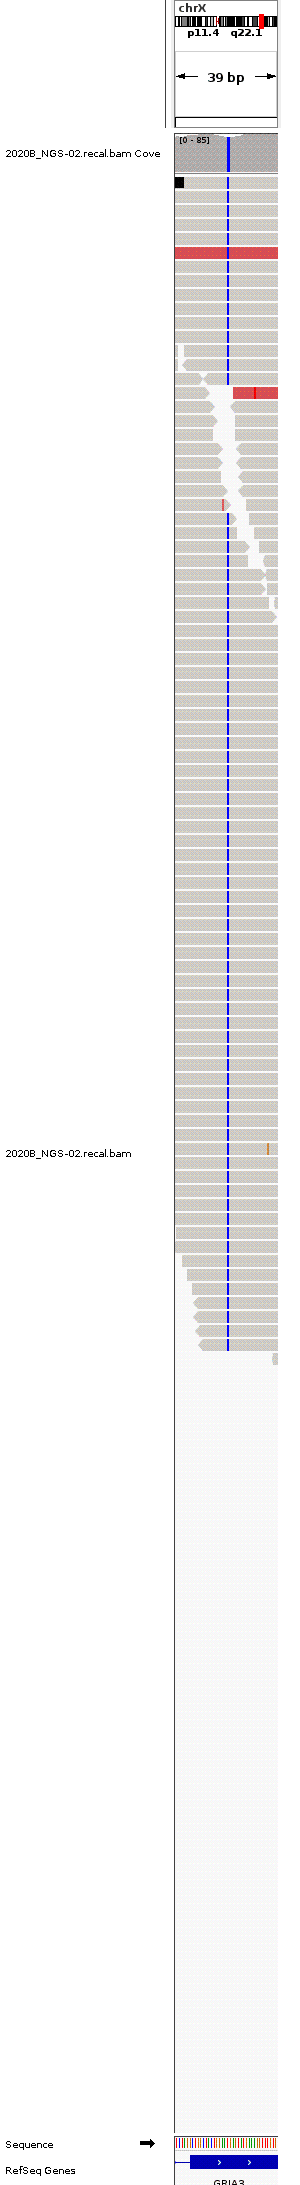 chrX
p11.4 q22.1
39 bp
2020B_NGS-02.recal.bam Cove
[0 - 85]
2020B_NGS-02.recal.bam
Sequence
RefSeq Genes
GRIA3